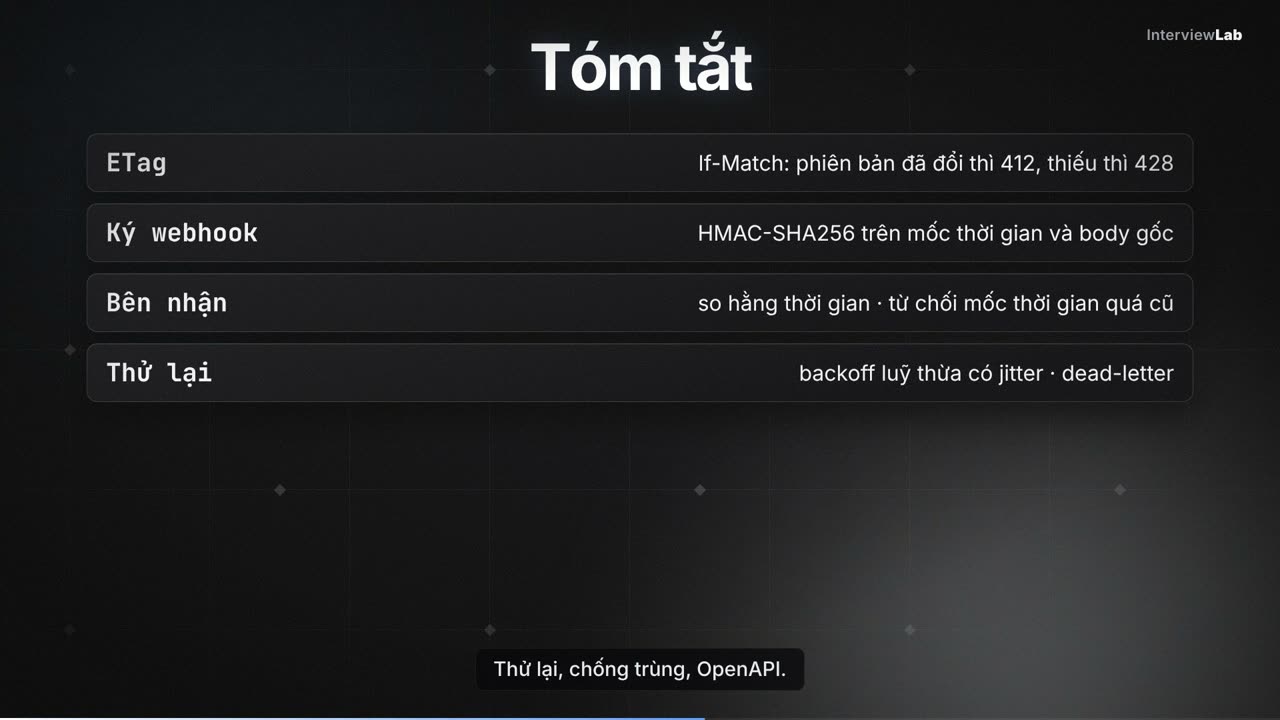 InterviewLab
Tóm tắt
ETag If-Match: phiên bản đã đổi thì 412, thiếu thì 428
Ký webhook HMAC-SHA256 trên mốc thời gian và body gốc
Bên nhận so hằng thời gian · từ chối mốc thời gian quá cũ
Thử lại backoff luỹ thừa có jitter · dead-letter
Thử lại, chống trùng, OpenAPI.